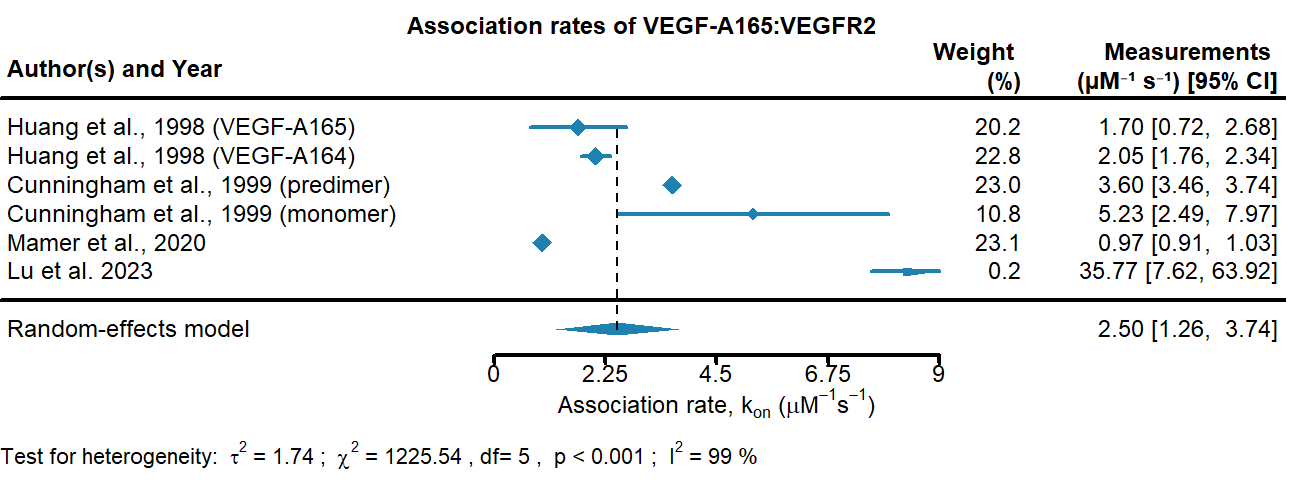 Association rates of VEGF-A165:VEGFR2
Author(s) and Year Weight (%) Measurements (μM⁻¹ s⁻¹) [95% CI]
Huang et al., 1998 (VEGF-A165) 20.2 1.70 [0.72, 2.68]
Huang et al., 1998 (VEGF-A164) 22.8 2.05 [1.76, 2.34]
Cunningham et al., 1999 (predimer) 23.0 3.60 [3.46, 3.74]
Cunningham et al., 1999 (monomer) 10.8 5.23 [2.49, 7.97]
Mamer et al., 2020 23.1 0.97 [0.91, 1.03]
Lu et al. 2023 0.2 35.77 [7.62, 63.92]
Random-effects model 2.50 [1.26, 3.74]
0 2.25 4.5 6.75 9
Association rate, kₒₙ (μM⁻¹s⁻¹)
Test for heterogeneity: τ² = 1.74 ; χ² = 1225.54 , df= 5 , p < 0.001 ; I² = 99 %